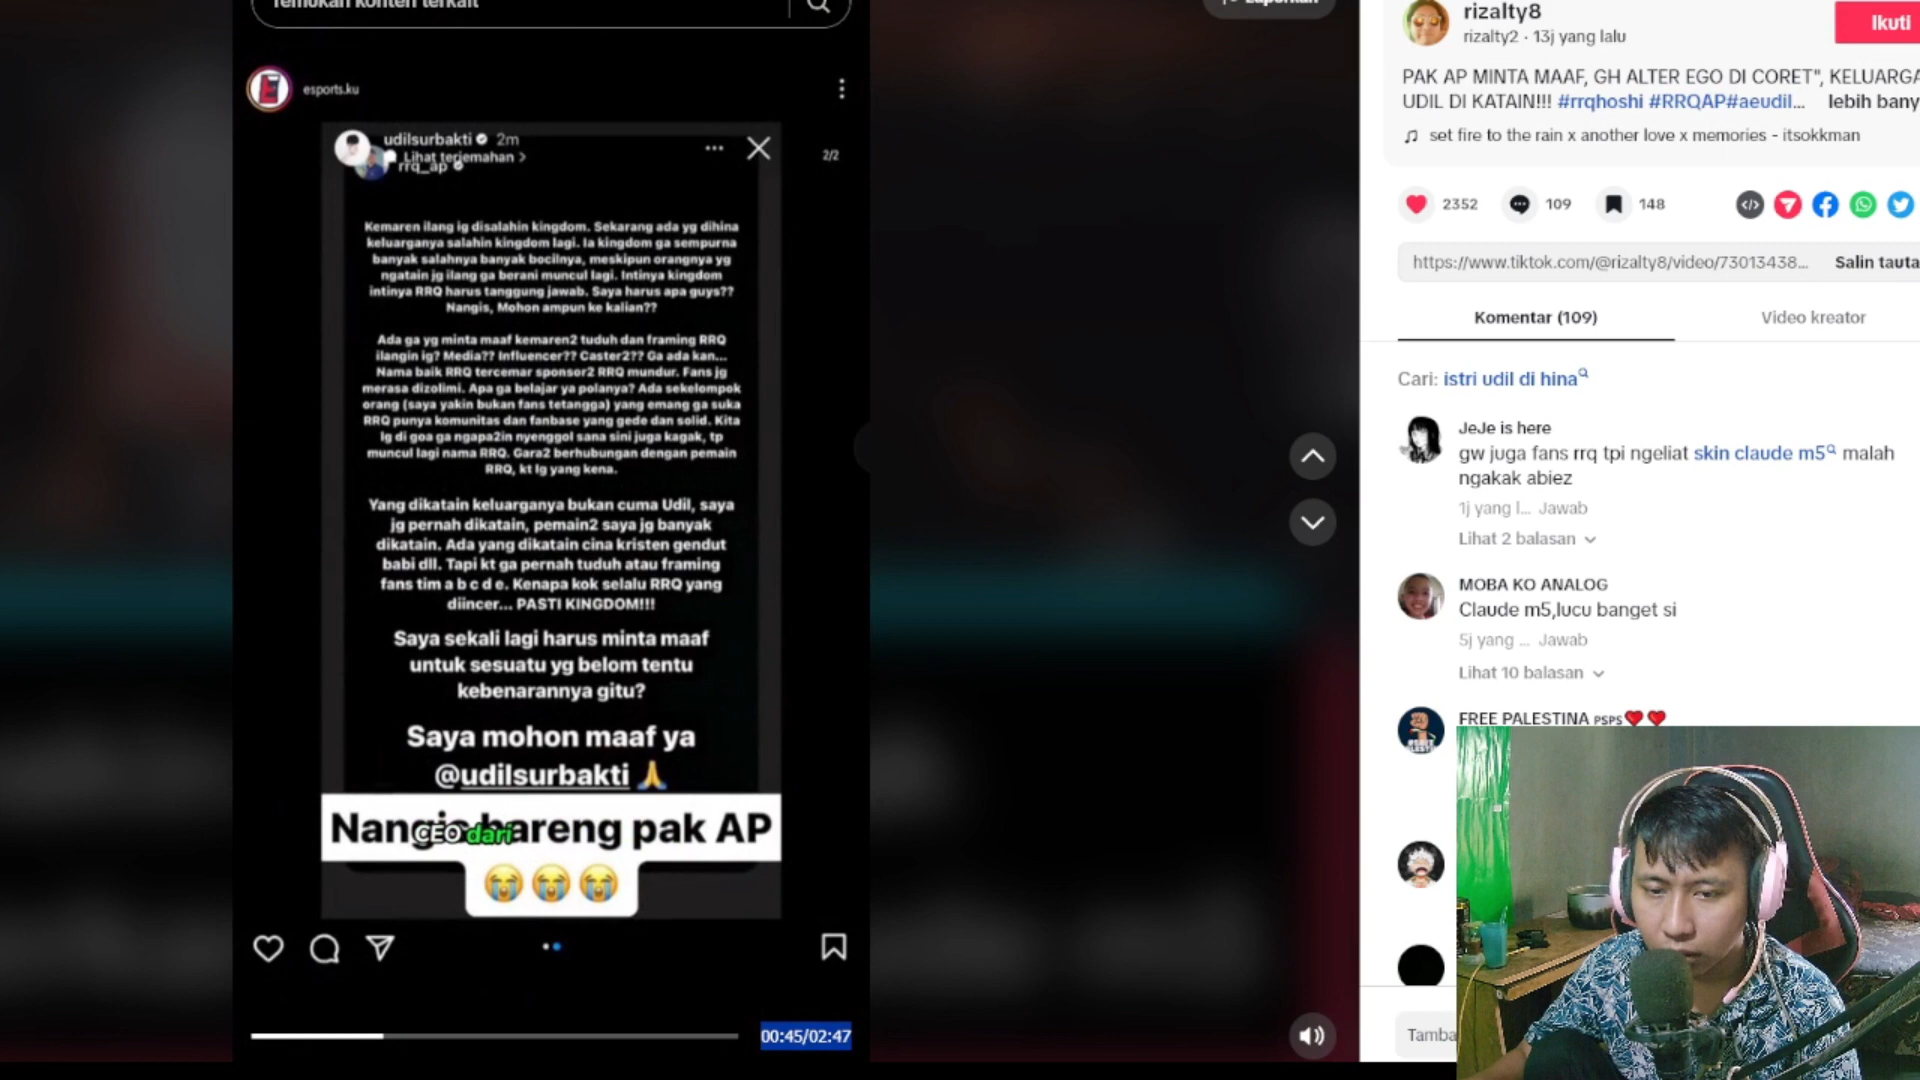 Temukan konten terkait
Laporkan
esports.ku
udilsurbakti 2m
Lihat terjemahan >
rrq_ap
2/2
Kemaren ilang ig disalahin kingdom. Sekarang ada yg dihina
keluarganya salahin kingdom lagi. Ia kingdom ga sempurna
banyak salahnya banyak bocilnya, meskipun orangnya yg
ngatain jg ilang ga berani muncul lagi. Intinya kingdom
intinya RRQ harus tanggung jawab. Saya harus apa guys??
Nangis, Mohon ampun ke kalian??
Ada ga yg minta maaf kemaren2 tuduh dan framing RRQ
ilangin ig? Media?? Influencer?? Caster2?? Ga ada kan...
Nama baik RRQ tercemar sponsor2 RRQ mundur. Fans jg
merasa dizolimi. Apa ga belajar ya polanya? Ada sekelompok
orang (saya yakin bukan fans tetangga) yang emang ga suka
RRQ punya komunitas dan fanbase yang gede dan solid. Kita
lg di goa ga ngapa2in nyenggol sana sini juga kagak, tp
muncul lagi nama RRQ. Gara2 berhubungan dengan pemain
RRQ, kt lg yang kena.
Yang dikatain keluarganya bukan cuma Udil, saya
jg pernah dikatain, pemain2 saya jg banyak
dikatain. Ada yang dikatain cina kristen gendut
babi dll. Tapi kt ga pernah tuduh atau framing
fans tim a b c d e. Kenapa kok selalu RRQ yang
diincer... PASTI KINGDOM!!!
Saya sekali lagi harus minta maaf
untuk sesuatu yg belom tentu
kebenarannya gitu?
Saya mohon maaf ya
@udilsurbakti 🙏
Nangis bareng pak AP
CEO dari
😭😭😭
00:45/02:47
rizalty8
rizalty2 · 13j yang lalu
Ikuti
PAK AP MINTA MAAF, GH ALTER EGO DI CORET", KELUARGA
UDIL DI KATAIN!!! #rrqhoshi #RRQAP#aeudil... lebih bany
♫ set fire to the rain x another love x memories - itsokkman
2352 109 148
https://www.tiktok.com/@rizalty8/video/73013438... Salin tauta
Komentar (109) Video kreator
Cari: istri udil di hina
JeJe is here
gw juga fans rrq tpi ngeliat skin claude m5 malah
ngakak abiez
1j yang l... Jawab
Lihat 2 balasan
MOBA KO ANALOG
Claude m5,lucu banget si
5j yang ... Jawab
Lihat 10 balasan
FREE PALESTINA PSPS❤️❤️
Tamba